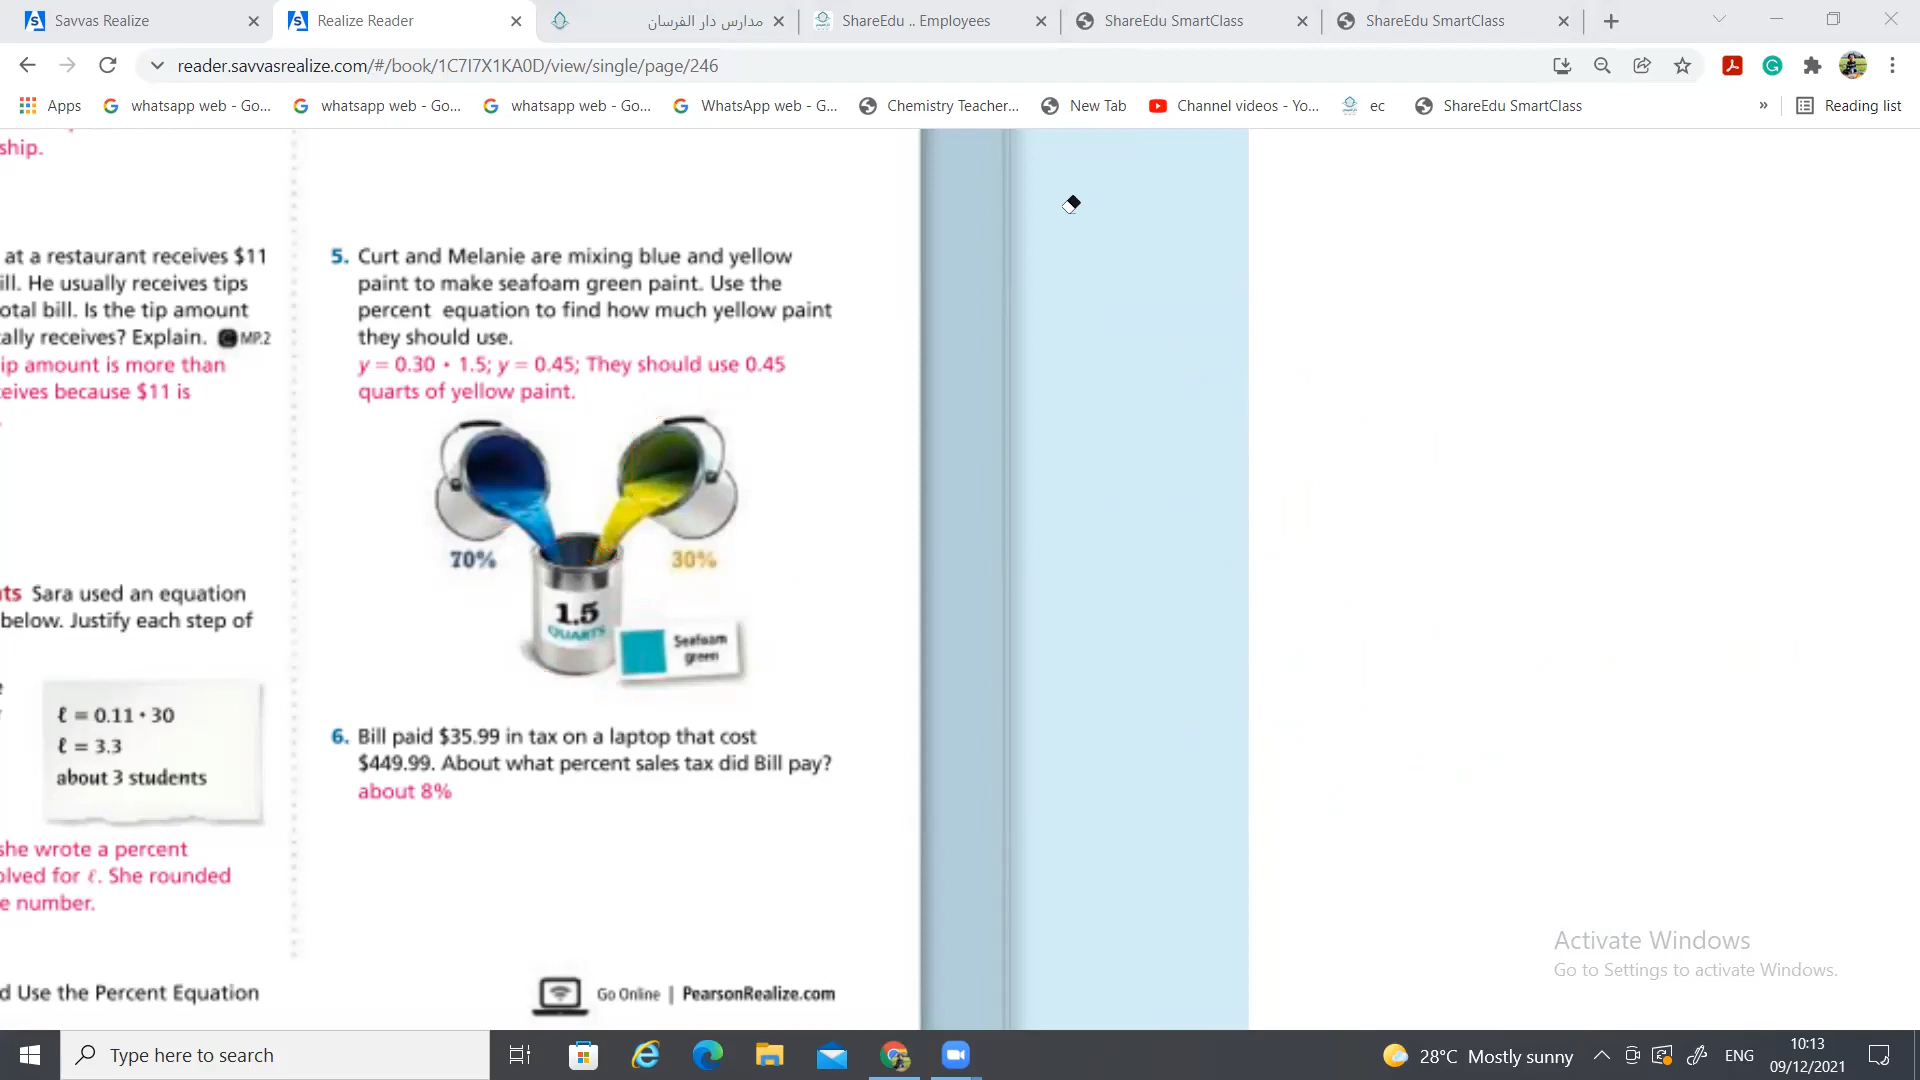 Savvas Realize
Realize Reader
مدارس دار الفرسان
ShareEdu .. Employees
ShareEdu SmartClass
ShareEdu SmartClass
reader.savvasrealize.com/#/book/1C7I7X1KA0D/view/single/page/246
Apps
whatsapp web - Go...
whatsapp web - Go...
whatsapp web - Go...
WhatsApp web - G...
Chemistry Teacher...
New Tab
Channel videos - Yo...
ec
ShareEdu SmartClass
»
Reading list
ship.
at a restaurant receives $11
ill. He usually receives tips
otal bill. Is the tip amount
ally receives? Explain. MP.2
ip amount is more than
eives because $11 is
ts Sara used an equation
below. Justify each step of
ℓ = 0.11 • 30
ℓ = 3.3
about 3 students
she wrote a percent
olved for ℓ. She rounded
e number.
d Use the Percent Equation
5. Curt and Melanie are mixing blue and yellow
paint to make seafoam green paint. Use the
percent equation to find how much yellow paint
they should use.
y = 0.30 • 1.5; y = 0.45; They should use 0.45
quarts of yellow paint.
70%
30%
1.5
QUARTS
Seafoam
green
6. Bill paid $35.99 in tax on a laptop that cost
$449.99. About what percent sales tax did Bill pay?
about 8%
Go Online | PearsonRealize.com
Activate Windows
Go to Settings to activate Windows.
Type here to search
28°C Mostly sunny
ENG
10:13
09/12/2021